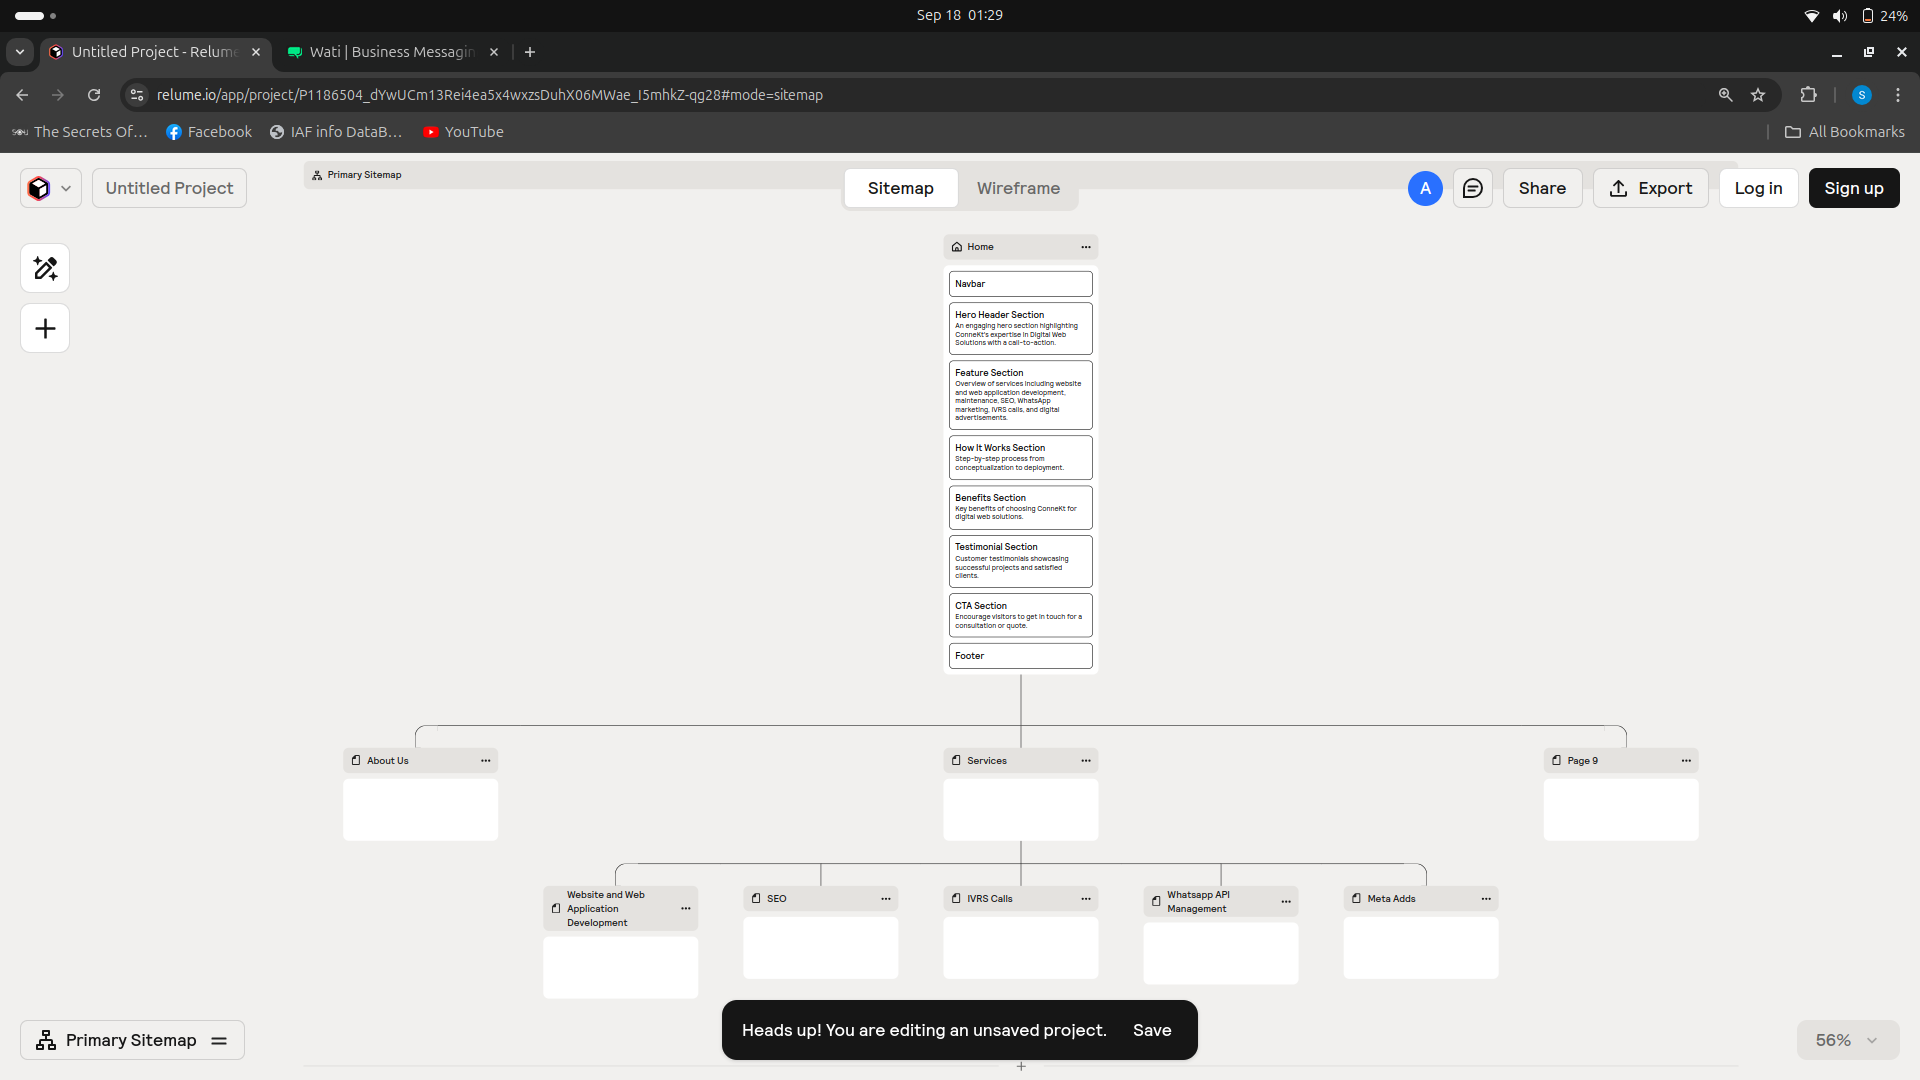 Sep 18 01:29
24%
Untitled Project - Relume
Wati | Business Messagin
relume.io/app/project/P1186504_dYwUCm13Rei4ea5x4wxzsDuhX06MWae_I5mhkZ-qg28#mode=sitemap
S
The Secrets Of...
Facebook
IAF info DataB...
YouTube
All Bookmarks
Untitled Project
Primary Sitemap
Sitemap
Wireframe
A
Share
Export
Log in
Sign up
Home
Navbar
Hero Header Section
An engaging hero section highlighting
ConneKt's expertise in Digital Web
Solutions with a call-to-action.
Feature Section
Overview of services including website
and web application development,
maintenance, SEO, WhatsApp
marketing, IVRS calls, and digital
advertisements.
How It Works Section
Step-by-step process from
conceptualization to deployment.
Benefits Section
Key benefits of choosing ConneKt for
digital web solutions.
Testimonial Section
Customer testimonials showcasing
successful projects and satisfied
clients.
CTA Section
Encourage visitors to get in touch for a
consultation or quote.
Footer
About Us
Services
Page 9
Website and Web
Application
Development
SEO
IVRS Calls
Whatsapp API
Management
Meta Adds
Heads up! You are editing an unsaved project.
Save
Primary Sitemap
56%